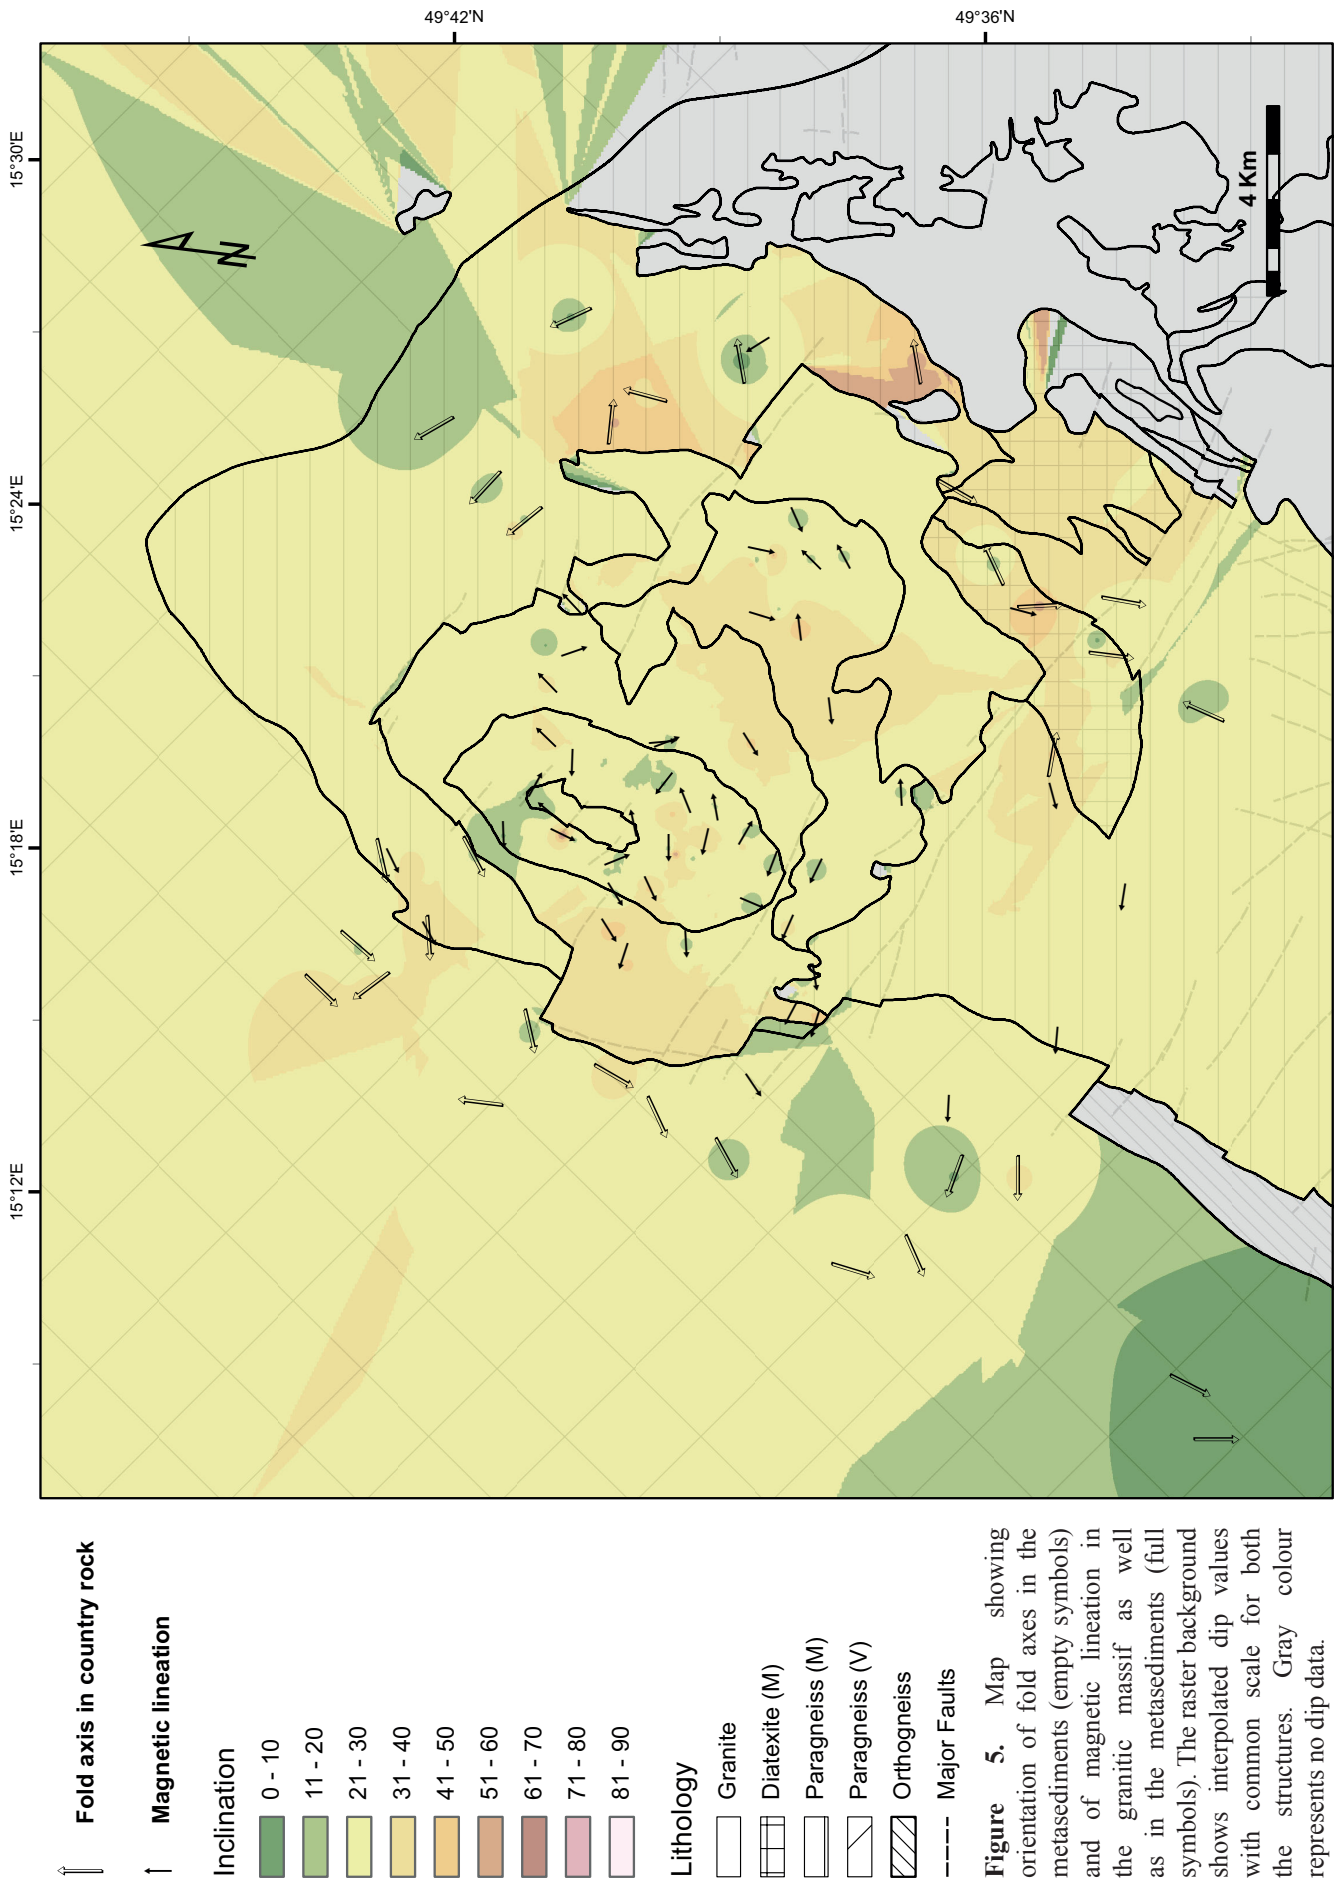 49°42'N
49°36'N
15°30'E
15°24'E
15°18'E
15°12'E
N
4 Km
Fold axis in country rock
Magnetic lineation
Inclination
0 - 10
11 - 20
21 - 30
31 - 40
41 - 50
51 - 60
61 - 70
71 - 80
81 - 90
Lithology
Granite
Diatexite (M)
Paragneiss (M)
Paragneiss (V)
Orthogneiss
Major Faults
Figure 5. Map showing
orientation of fold axes in the
metasediments (empty symbols)
and of magnetic lineation in
the granitic massif as well
as in the metasediments (full
symbols). The raster background
shows interpolated dip values
with common scale for both
the structures. Gray colour
represents no dip data.